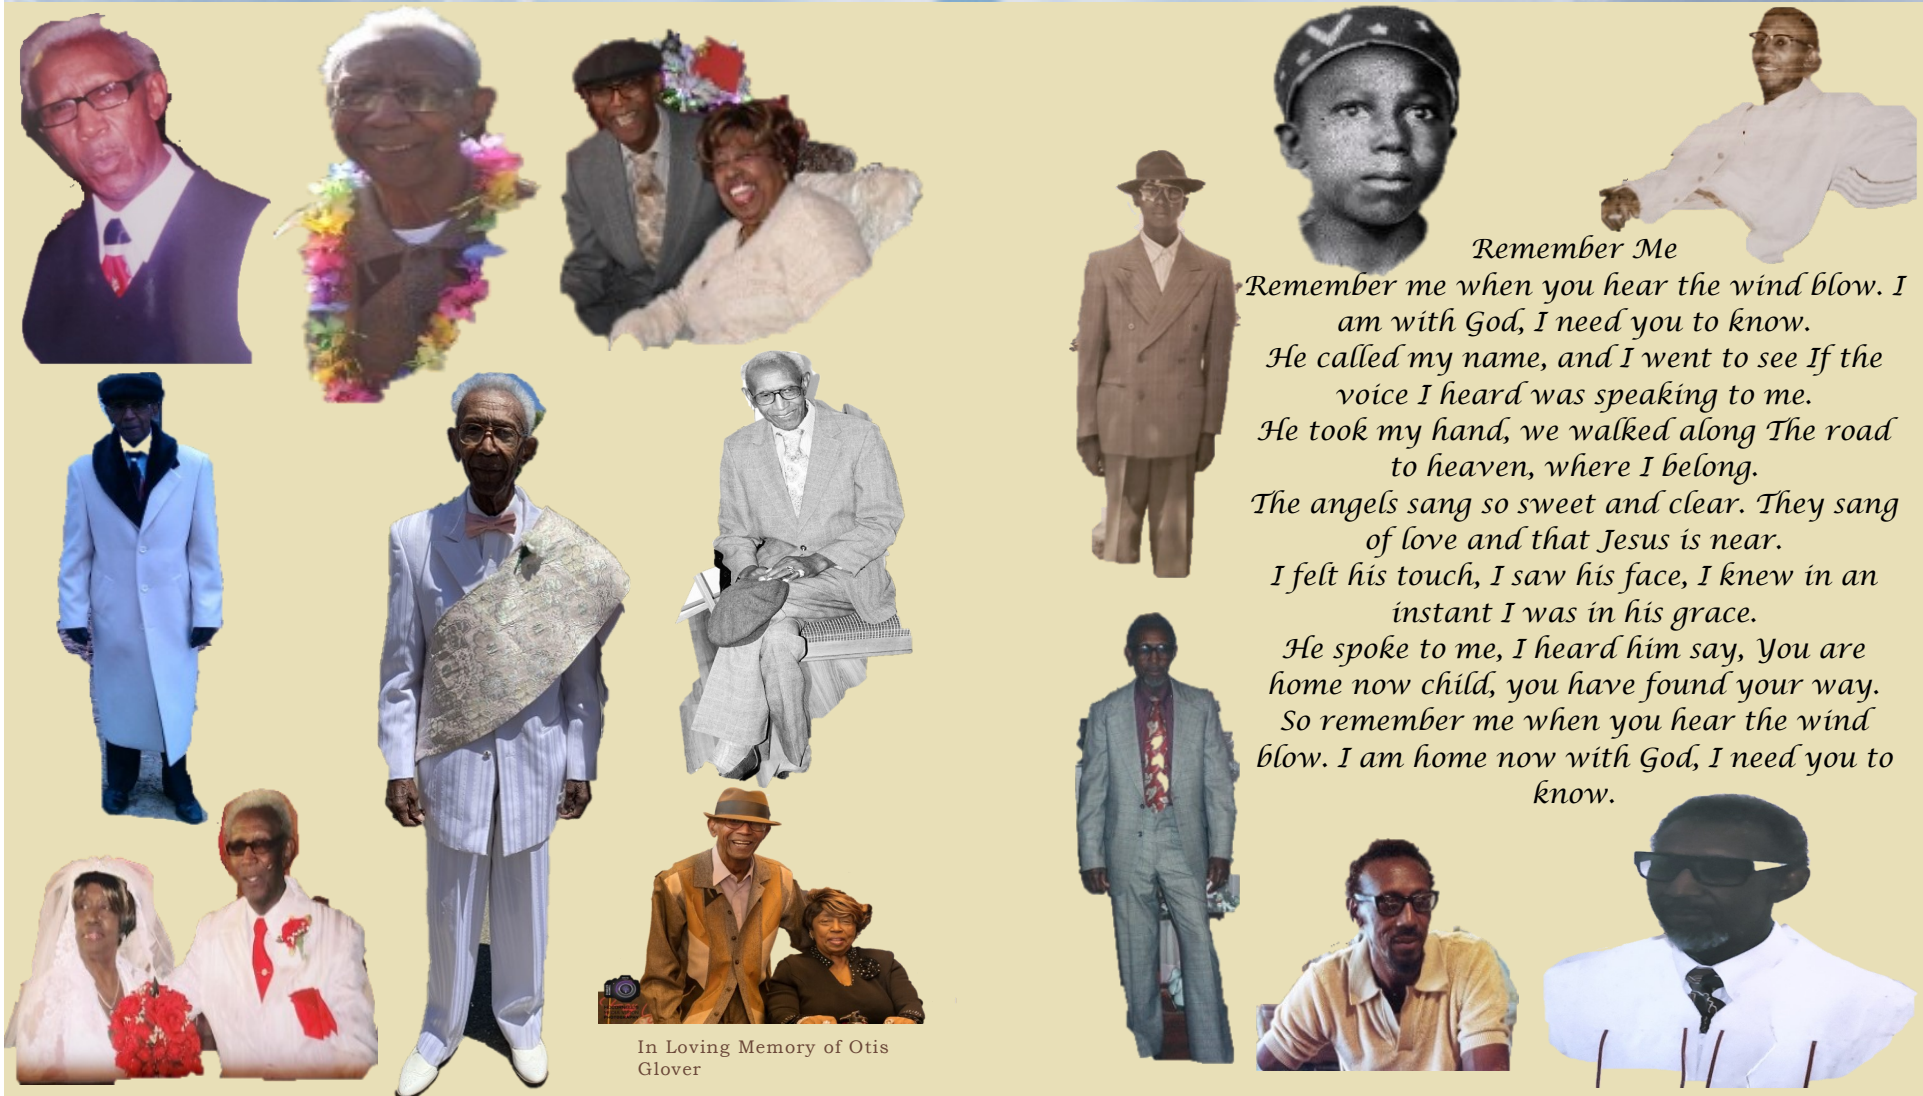 Remember Me
Remember me when you hear the wind blow. I
am with God, I need you to know.
He called my name, and I went to see If the
voice I heard was speaking to me.
He took my hand, we walked along The road
to heaven, where I belong.
The angels sang so sweet and clear. They sang
of love and that Jesus is near.
I felt his touch, I saw his face, I knew in an
instant I was in his grace.
He spoke to me, I heard him say, You are
home now child, you have found your way.
So remember me when you hear the wind
blow. I am home now with God, I need you to
know.
In Loving Memory of Otis
Glover